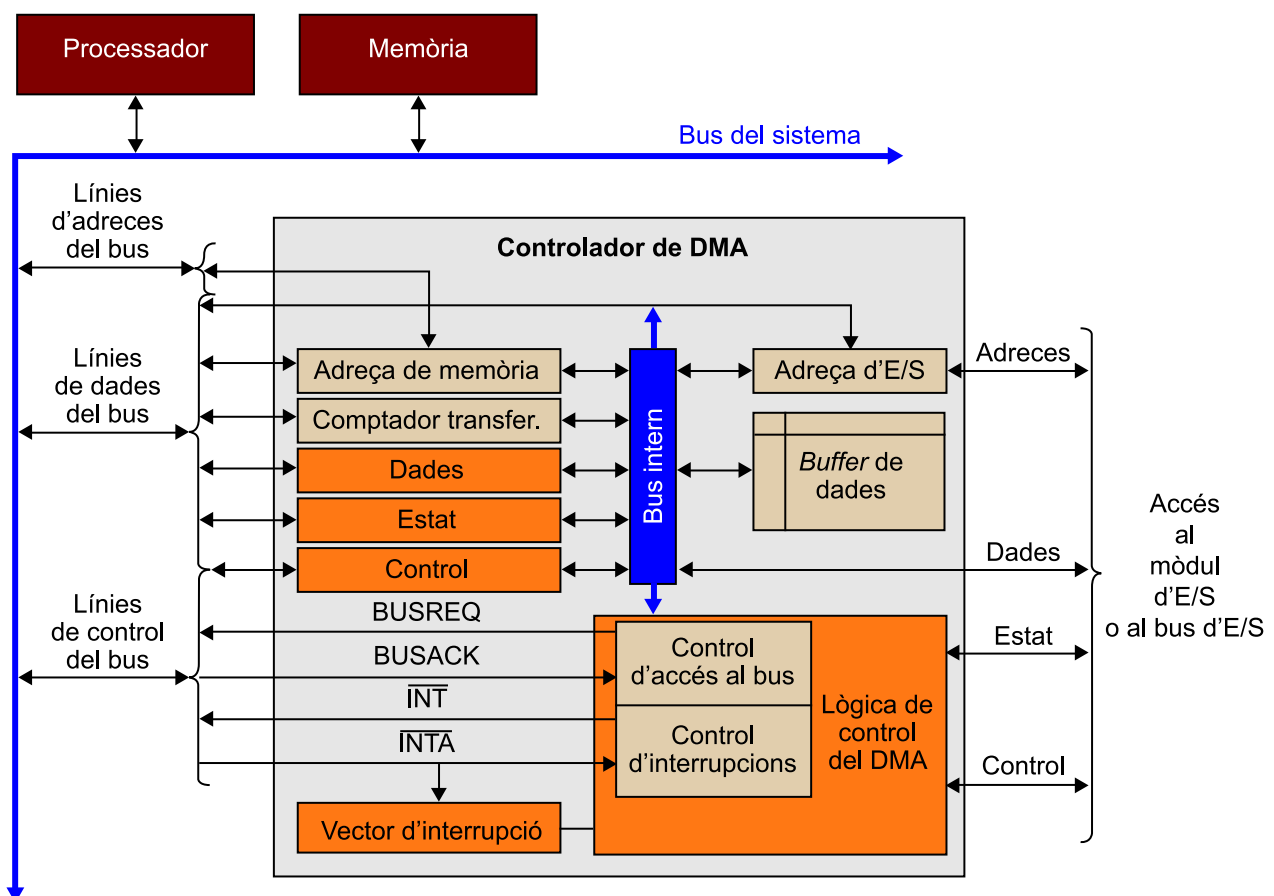 Processador
Memòria
Bus del sistema
Línies
d'adreces
del bus
Controlador de DMA
Línies
de dades
del bus
Adreça de memòria
Comptador transfer.
Dades
Estat
Control
Bus intern
Adreça d'E/S
Buffer de
dades
Adreces
Dades
Estat
Control
Accés
al
mòdul
d'E/S
o al bus d'E/S
Línies
de control
del bus
BUSREQ
BUSACK
I̅N̅T̅
I̅N̅T̅A̅
Control
d'accés al bus
Control
d'interrupcions
Lògica de
control
del DMA
Vector d'interrupció